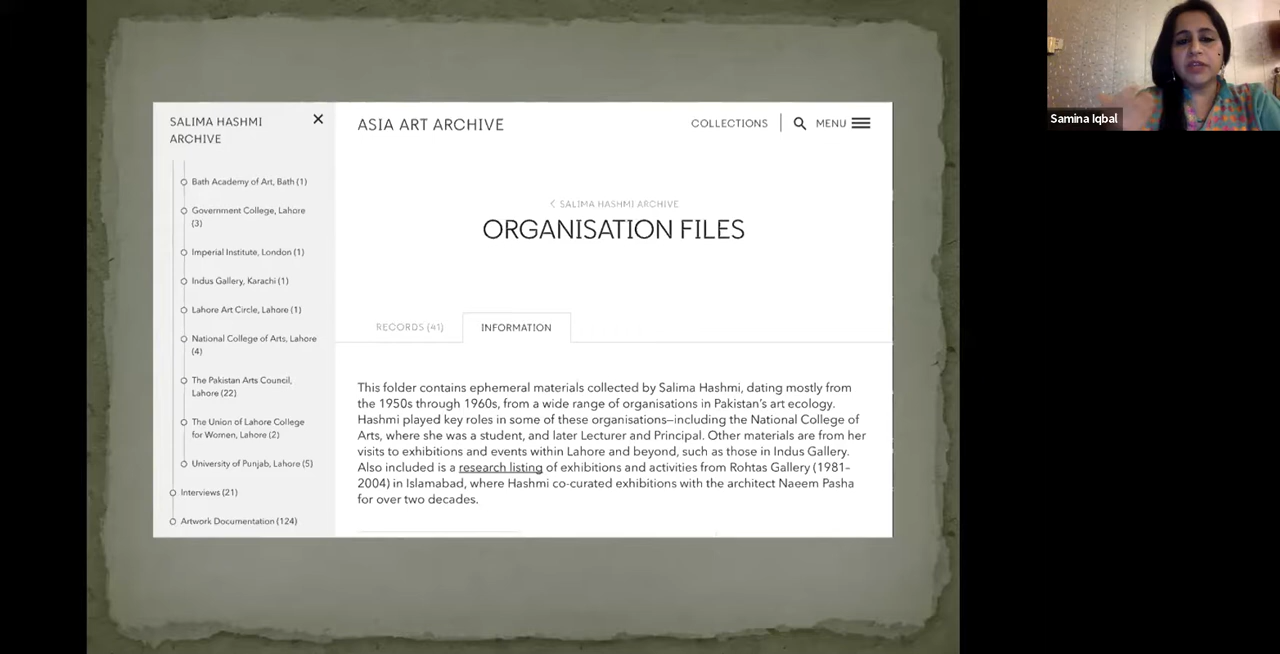 SALIMA HASHMI
ARCHIVE
Bath Academy of Art, Bath (1)
Government College, Lahore
(3)
Imperial Institute, London (1)
Indus Gallery, Karachi (1)
Lahore Art Circle, Lahore (1)
National College of Arts, Lahore
(4)
The Pakistan Arts Council,
Lahore (22)
The Union of Lahore College
for Women, Lahore (2)
University of Punjab, Lahore (5)
Interviews (21)
Artwork Documentation (124)
ASIA ART ARCHIVE
COLLECTIONS
MENU
< SALIMA HASHMI ARCHIVE
ORGANISATION FILES
RECORDS (41)
INFORMATION
This folder contains ephemeral materials collected by Salima Hashmi, dating mostly from
the 1950s through 1960s, from a wide range of organisations in Pakistan's art ecology.
Hashmi played key roles in some of these organisations—including the National College of
Arts, where she was a student, and later Lecturer and Principal. Other materials are from her
visits to exhibitions and events within Lahore and beyond, such as those in Indus Gallery.
Also included is a research listing of exhibitions and activities from Rohtas Gallery (1981–
2004) in Islamabad, where Hashmi co-curated exhibitions with the architect Naeem Pasha
for over two decades.
Samina Iqbal